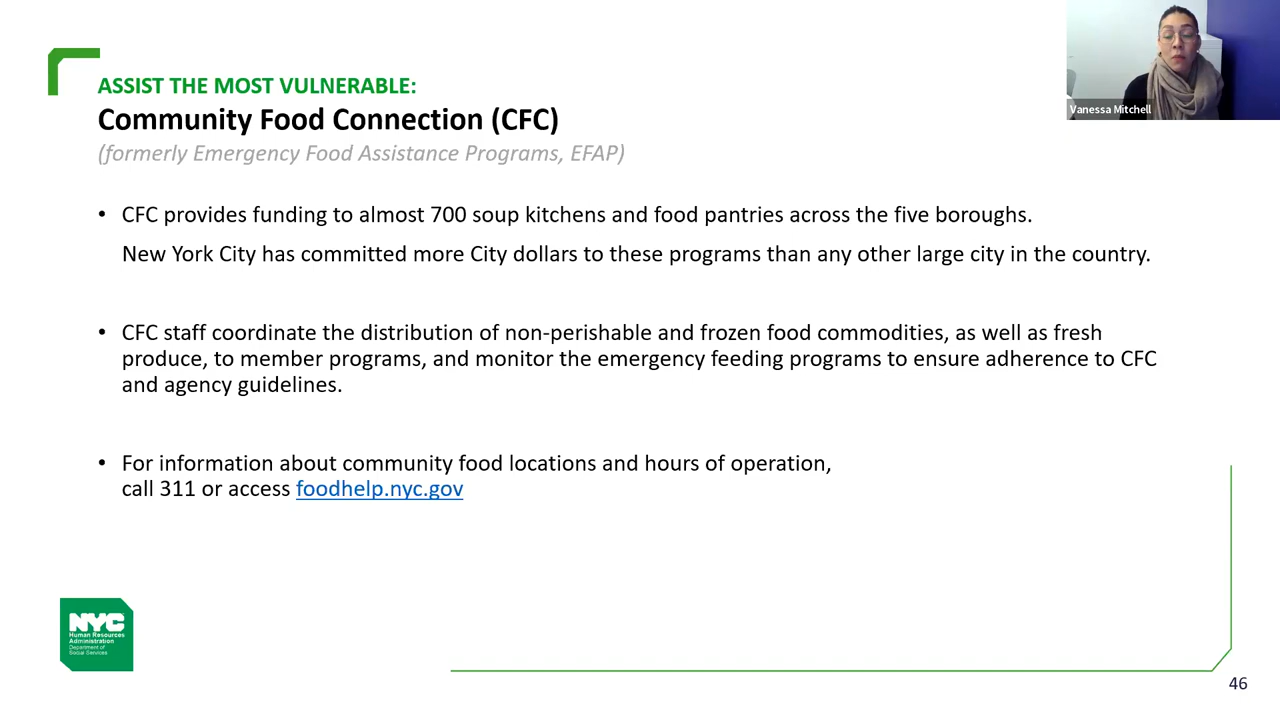 ASSIST THE MOST VULNERABLE:
Community Food Connection (CFC)
(formerly Emergency Food Assistance Programs, EFAP)
Vanessa Mitchell
• CFC provides funding to almost 700 soup kitchens and food pantries across the five boroughs.
New York City has committed more City dollars to these programs than any other large city in the country.
• CFC staff coordinate the distribution of non-perishable and frozen food commodities, as well as fresh
produce, to member programs, and monitor the emergency feeding programs to ensure adherence to CFC
and agency guidelines.
• For information about community food locations and hours of operation,
call 311 or access foodhelp.nyc.gov
NYC
Human Resources
Administration
Department of
Social Services
46